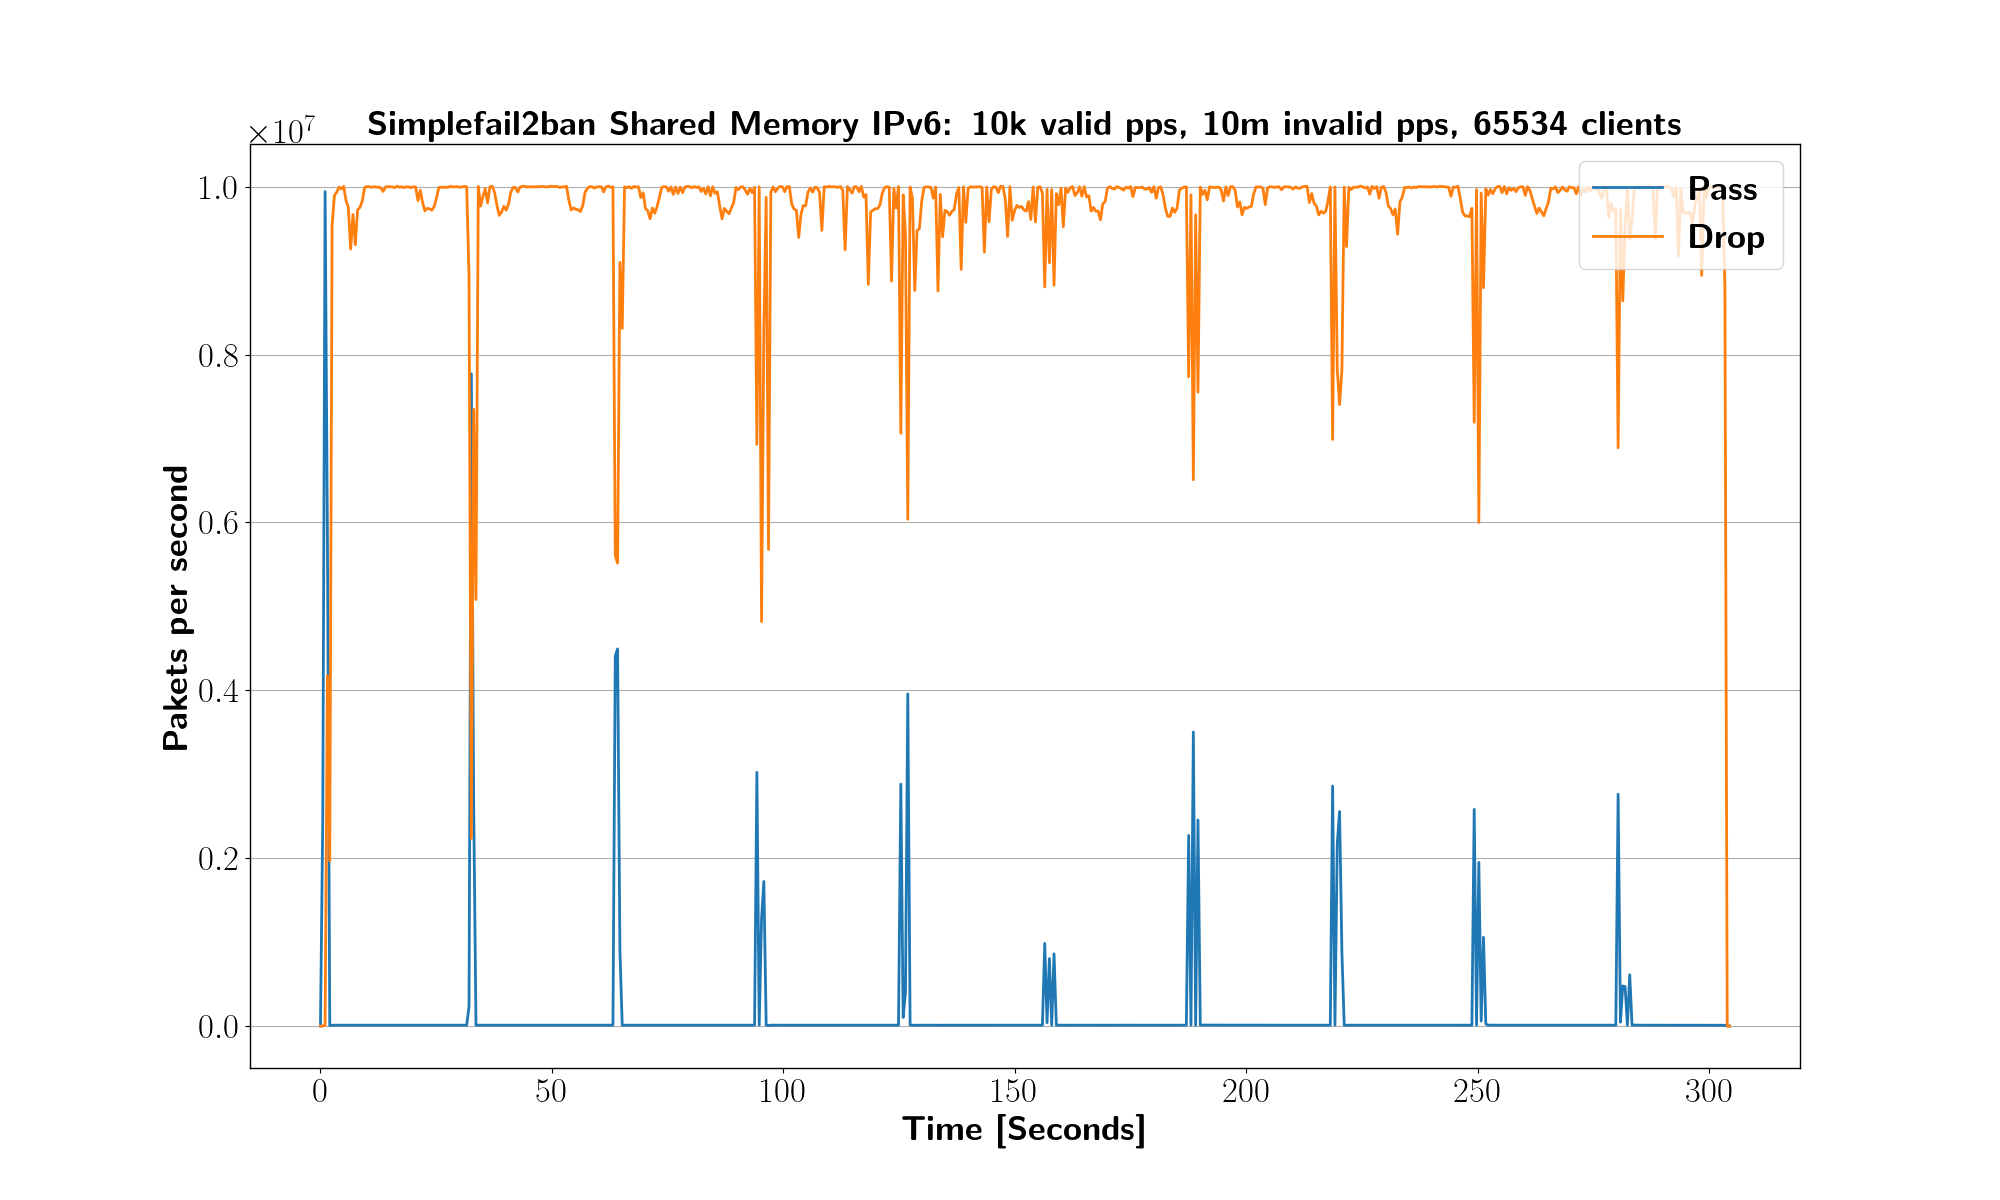 ×10⁷
Simplefail2ban Shared Memory IPv6: 10k valid pps, 10m invalid pps, 65534 clients
Pass
Drop
1.0
0.8
0.6
0.4
0.2
0.0
Pakets per second
0 50 100 150 200 250 300
Time [Seconds]